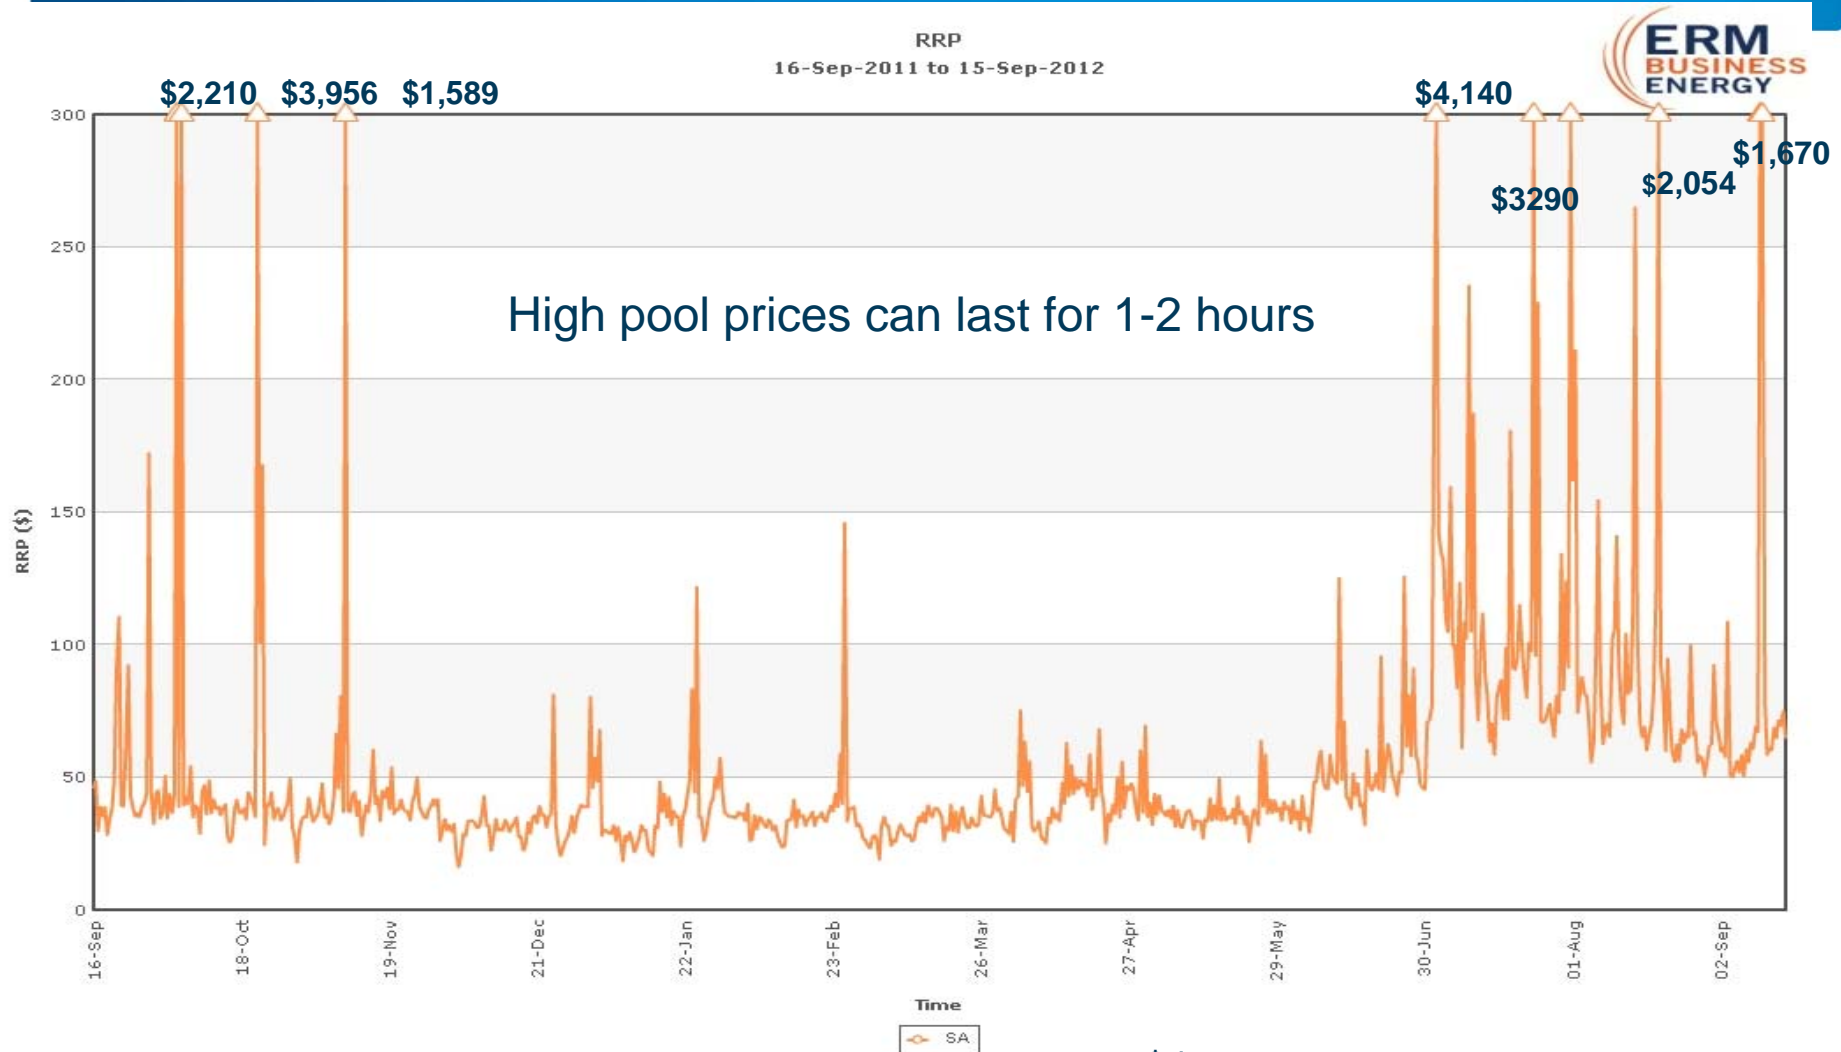 ERM
BUSINESS
ENERGY
RRP
16-Sep-2011 to 15-Sep-2012
$2,210 $3,956 $1,589 $4,140
$1,670
$2,054
$3290
High pool prices can last for 1-2 hours
300
250
200
150
100
50
0
RRP ($)
16-Sep 18-Oct 19-Nov 21-Dec 22-Jan 23-Feb 26-Mar 27-Apr 29-May 30-Jun 01-Aug 02-Sep
Time
SA